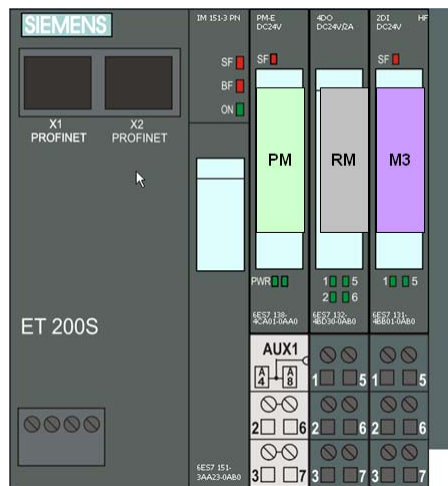 SIEMENS
X1
PROFINET
X2
PROFINET
ET 200S
IM 151-3 PN
SF
BF
ON
6ES7 151-
3AA23-0AB0
PM-E
DC24V
SF
PM
PWR
6ES7 138-
4CA01-0AA0
AUX1
A
4
A
8
2 6
3 7
4DO
DC24V/2A
RM
1 5
2 6
6ES7 132-
4BD30-0AB0
1 5
2 6
3 7
2DI HF
DC24V
SF
M3
1 5
6ES7 131-
4BB01-0AB0
1 5
2 6
3 7